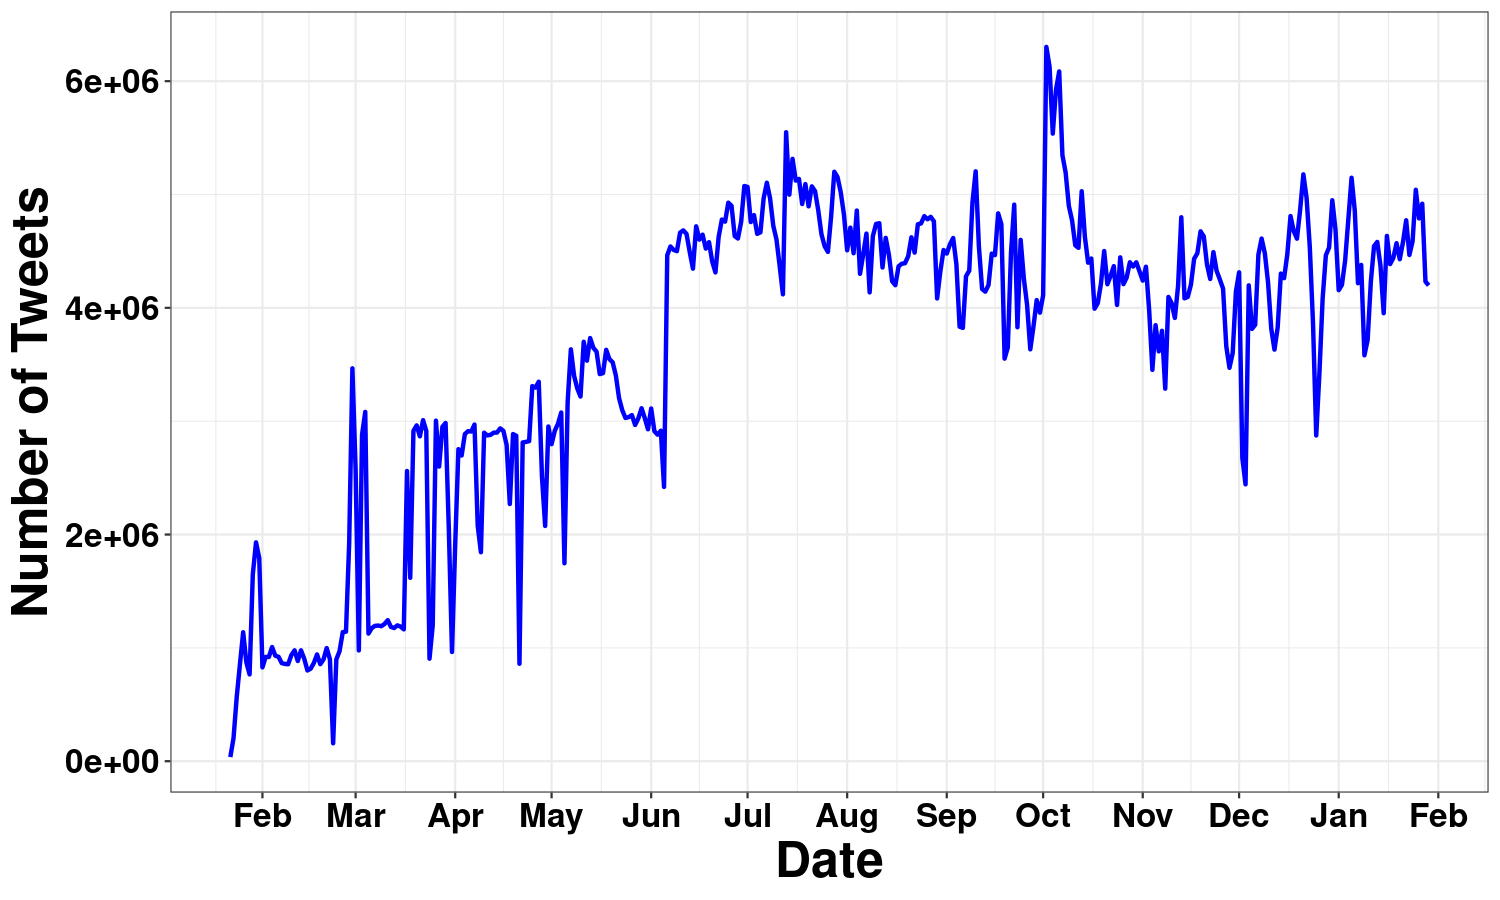 Number of Tweets
6e+06
4e+06
2e+06
0e+00
Feb Mar Apr May Jun Jul Aug Sep Oct Nov Dec Jan Feb
Date